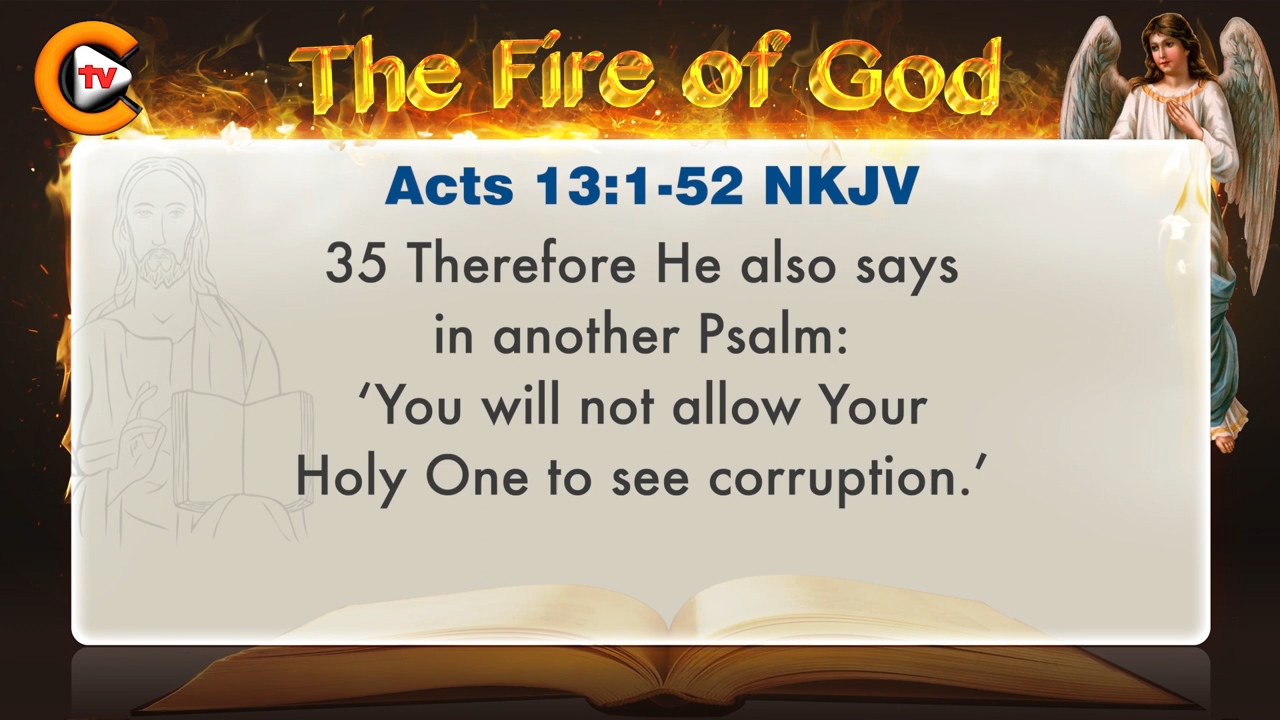 tv
The Fire of God
Acts 13:1-52 NKJV
35 Therefore He also says
in another Psalm:
‘You will not allow Your
Holy One to see corruption.’